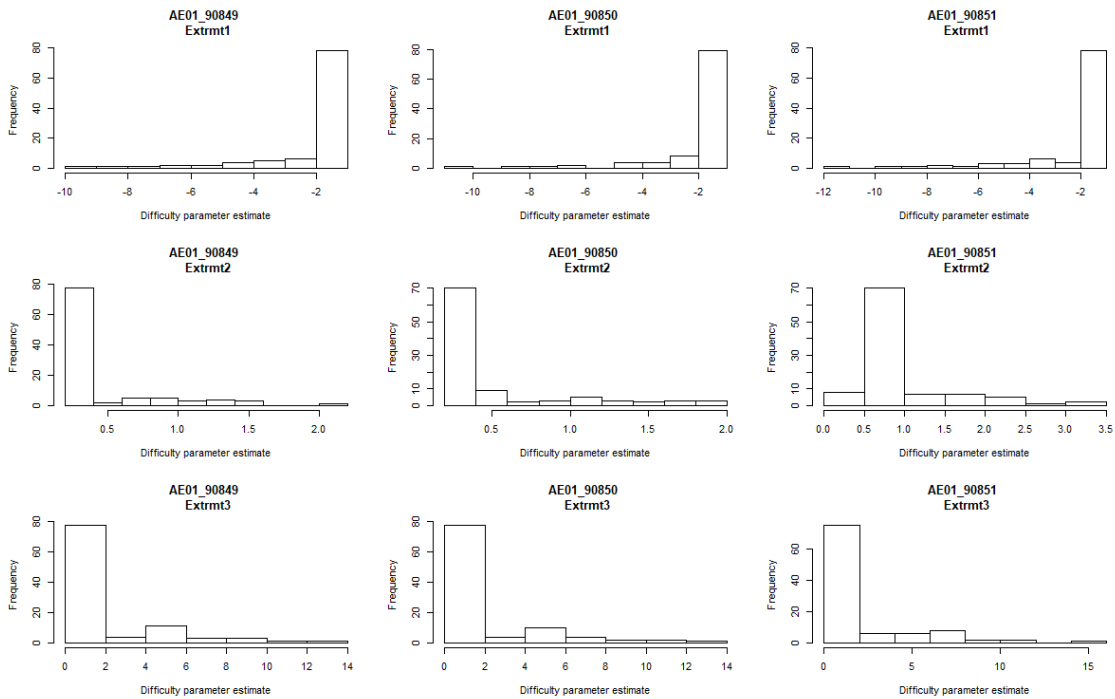 AE01_90849
Extrmt1
Frequency
0
20
40
60
80
-10
-8
-6
-4
-2
Difficulty parameter estimate
AE01_90850
Extrmt1
Frequency
0
20
40
60
80
-10
-8
-6
-4
-2
Difficulty parameter estimate
AE01_90851
Extrmt1
Frequency
0
20
40
60
80
-12
-10
-8
-6
-4
-2
Difficulty parameter estimate
AE01_90849
Extrmt2
Frequency
0
20
40
60
80
0.5
1.0
1.5
2.0
Difficulty parameter estimate
AE01_90850
Extrmt2
Frequency
0
10
30
50
70
0.5
1.0
1.5
2.0
Difficulty parameter estimate
AE01_90851
Extrmt2
Frequency
0
10
30
50
70
0.0
0.5
1.0
1.5
2.0
2.5
3.0
3.5
Difficulty parameter estimate
AE01_90849
Extrmt3
Frequency
0
20
40
60
80
0
2
4
6
8
10
12
14
Difficulty parameter estimate
AE01_90850
Extrmt3
Frequency
0
20
40
60
80
0
2
4
6
8
10
12
14
Difficulty parameter estimate
AE01_90851
Extrmt3
Frequency
0
20
40
60
0
5
10
15
Difficulty parameter estimate